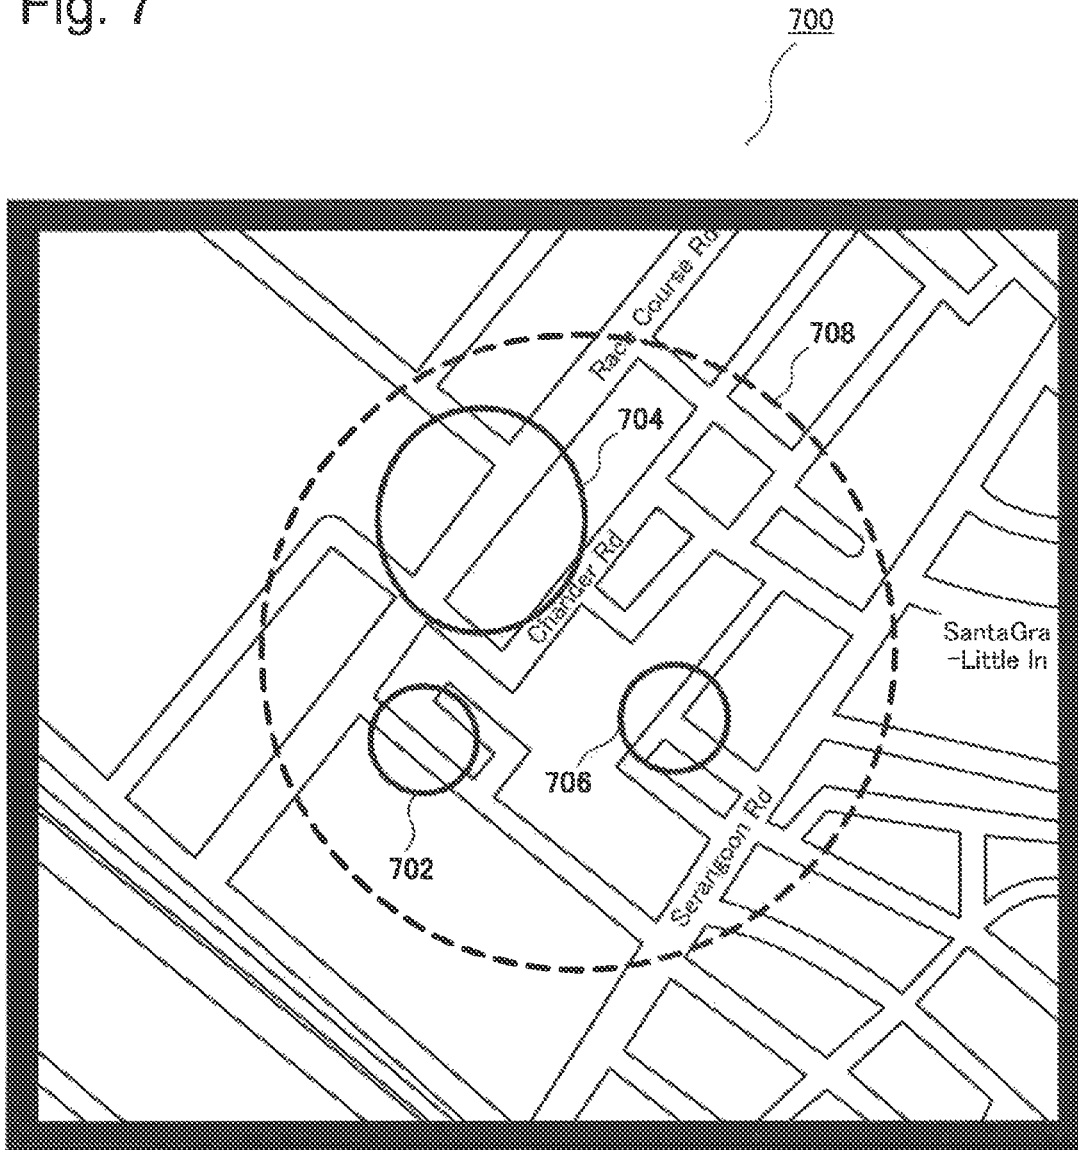 Fig. 7
700
Race Course Rd
708
704
Chander Rd
SantaGra
-Little In
706
702
Serangoon Rd